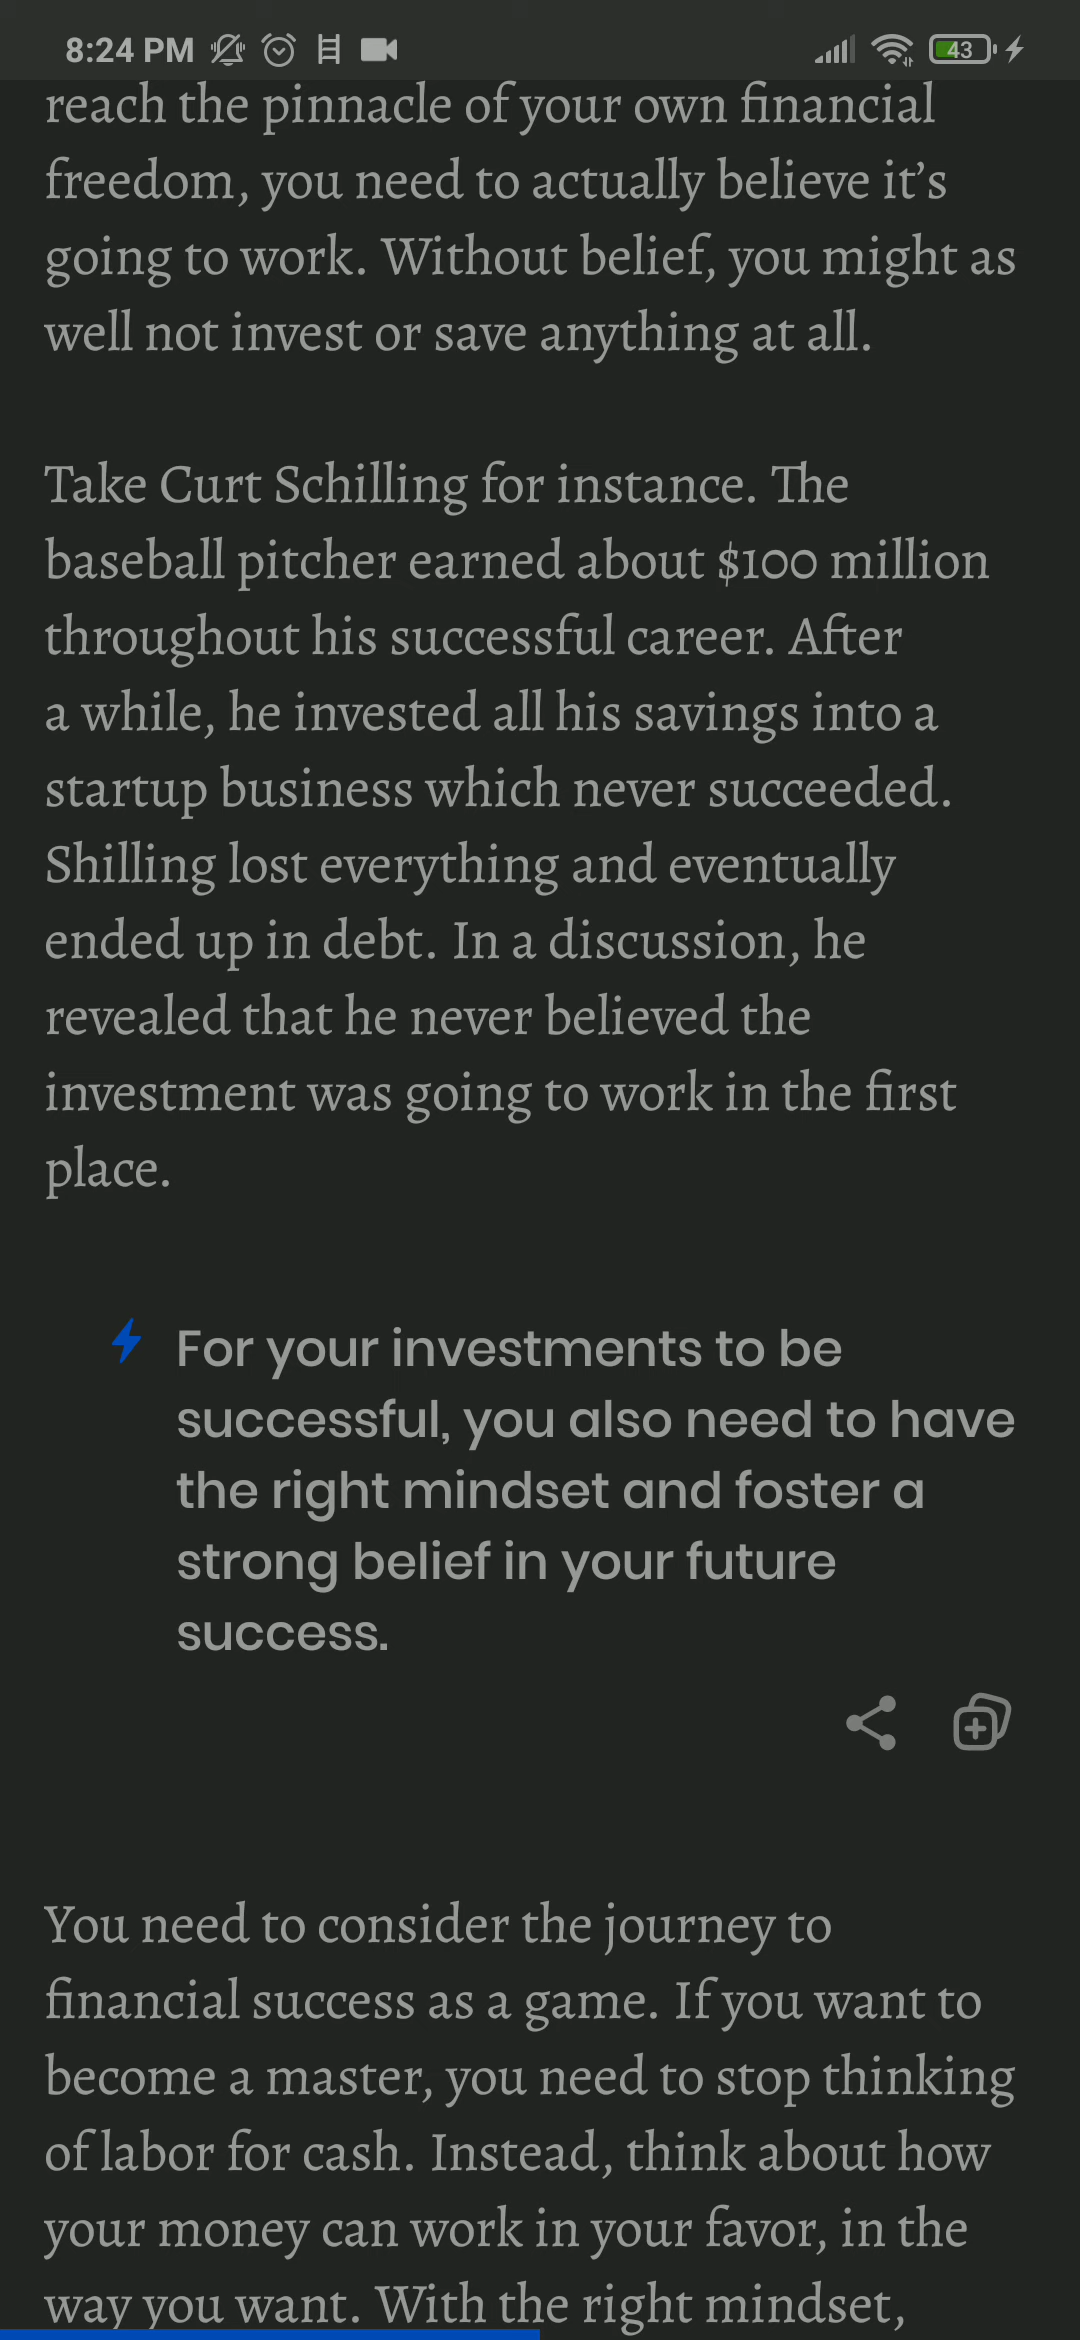 8:24 PM
43
reach the pinnacle of your own financial
freedom, you need to actually believe it’s
going to work. Without belief, you might as
well not invest or save anything at all.
Take Curt Schilling for instance. The
baseball pitcher earned about $100 million
throughout his successful career. After
a while, he invested all his savings into a
startup business which never succeeded.
Shilling lost everything and eventually
ended up in debt. In a discussion, he
revealed that he never believed the
investment was going to work in the first
place.
For your investments to be
successful, you also need to have
the right mindset and foster a
strong belief in your future
success.
You need to consider the journey to
financial success as a game. If you want to
become a master, you need to stop thinking
of labor for cash. Instead, think about how
your money can work in your favor, in the
way you want. With the right mindset,